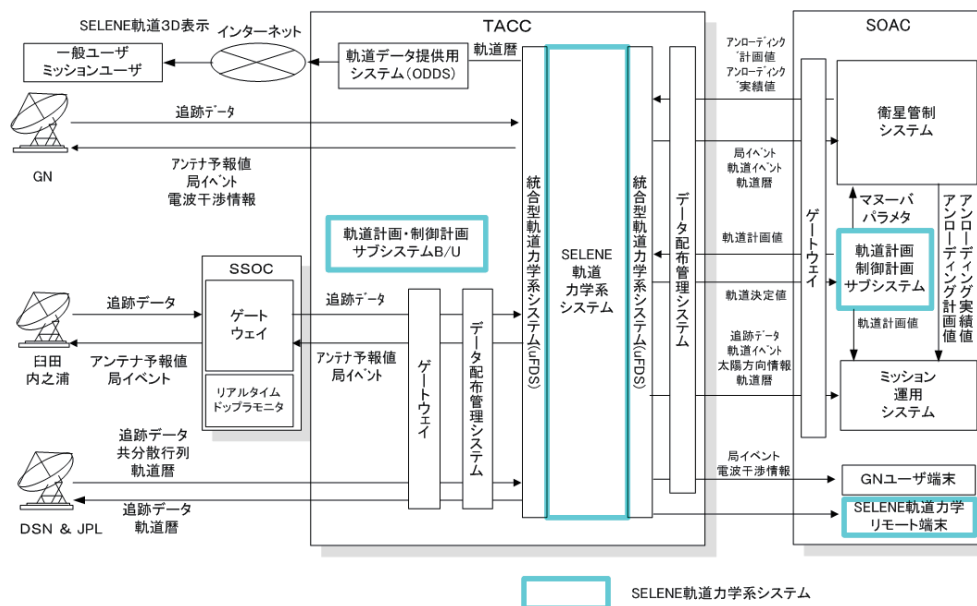 SELENE軌道3D表示
インターネット
一般ユーザ
ミッションユーザ
TACC
軌道データ提供用
システム(ODDS)
軌道暦
GN
追跡データ
アンテナ予報値
局イベント
電波干渉情報
軌道計画・制御計画
サブシステムB/U
SSOC
ゲート
ウェイ
リアルタイム
ドップラモニタ
臼田
内之浦
追跡データ
アンテナ予報値
局イベント
追跡データ
アンテナ予報値
局イベント
ゲートウェイ
データ配布管理システム
DSN & JPL
追跡データ
共分散行列
軌道暦
追跡データ
軌道暦
統合型軌道力学系システム(uFDS)
SELENE
軌道
力学系
システム
統合型軌道力学系システム(uFDS)
データ配布管理システム
アンローディンク゛
計画値
アンローディンク゛
実績値
局イベント
軌道イベント
軌道暦
軌道計画値
軌道決定値
追跡データ
軌道イベント
太陽方向情報
軌道暦
局イベント
電波干渉情報
SOAC
ゲートウェイ
衛星管制
システム
マヌーバ
パラメタ
軌道計画
制御計画
サブシステム
軌道計画値
アンローディング実績値
アンローディング計画値
ミッション
運用
システム
GNユーザ端末
SELENE軌道力学
リモート端末
SELENE軌道力学系システム